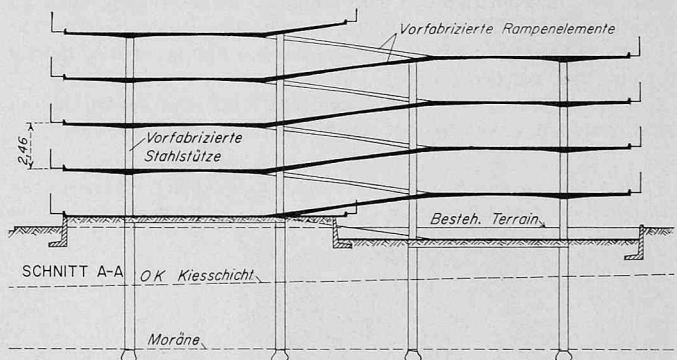 Vorfabrizierte Rampenelemente
2,46
Vorfabrizierte
Stahlstütze
Besteh. Terrain
SCHNITT A-A
OK Kiesschicht
Moräne